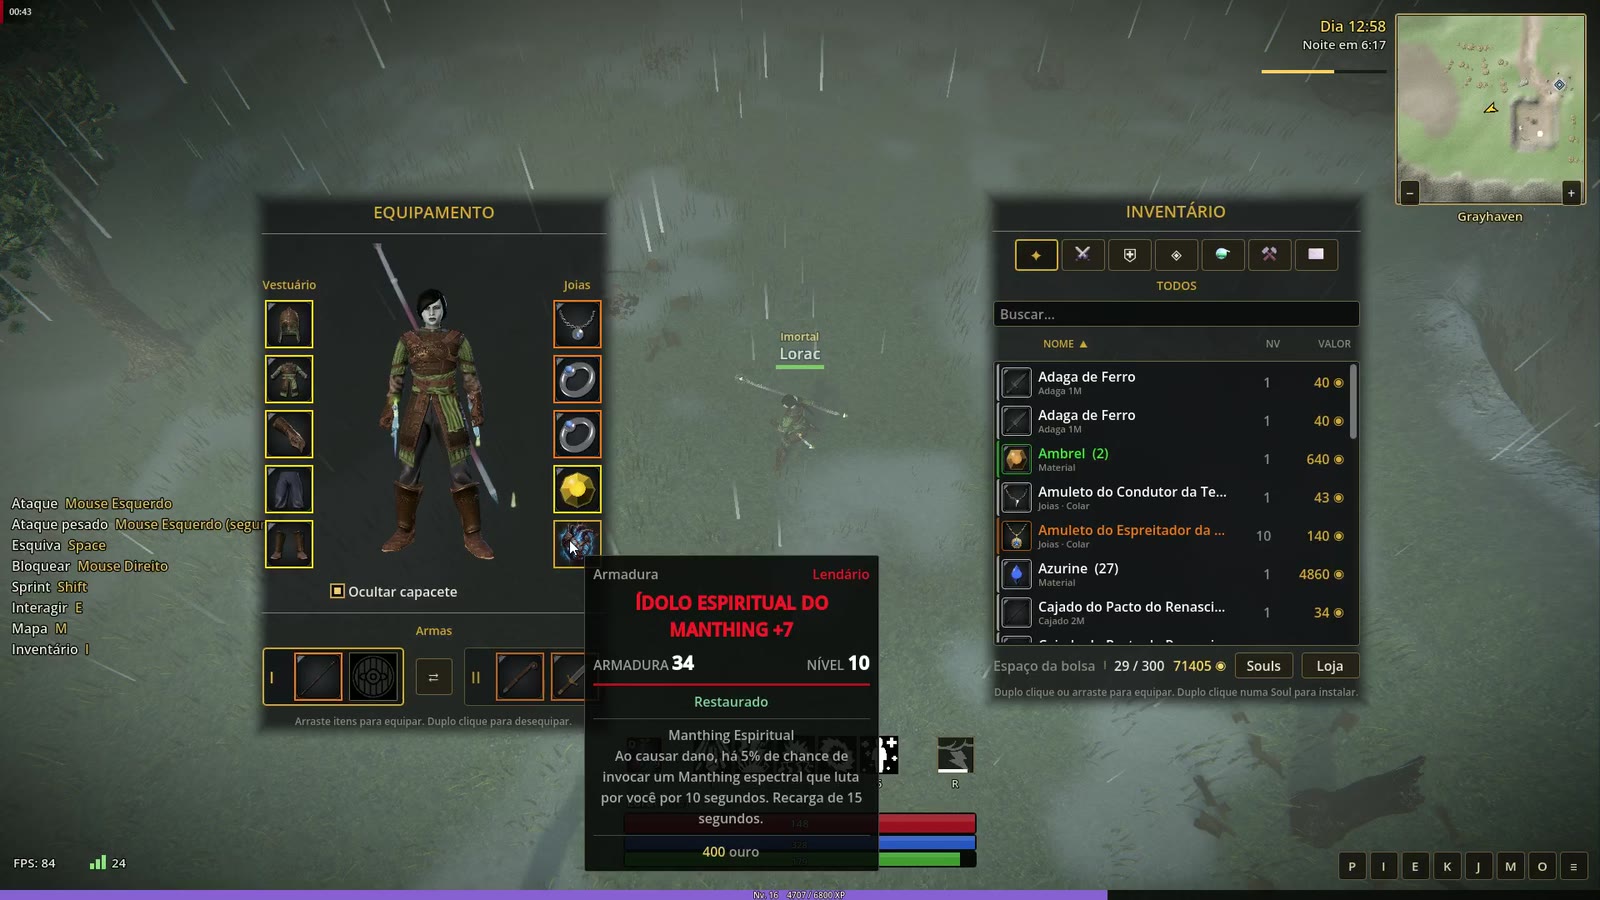 00:43
Dia 12:58
Noite em 6:17
Grayhaven
EQUIPAMENTO
Vestuário
Joias
Ocultar capacete
Armas
I
II
Arraste itens para equipar. Duplo clique para desequipar.
Ataque Mouse Esquerdo
Ataque pesado Mouse Esquerdo (segu
Esquiva Space
Bloquear Mouse Direito
Sprint Shift
Interagir E
Mapa M
Inventário I
Imortal
Lorac
INVENTÁRIO
TODOS
Buscar...
NOME ▲ NV VALOR
Adaga de Ferro 1 40
Adaga 1M
Adaga de Ferro 1 40
Adaga 1M
Ambrel (2) 1 640
Material
Amuleto do Condutor da Te... 1 43
Joias · Colar
Amuleto do Espreitador da ... 10 140
Joias · Colar
Azurine (27) 1 4860
Material
Cajado do Pacto do Renasci... 1 34
Cajado 2M
Espaço da bolsa 29 / 300 71405 Souls Loja
Duplo clique ou arraste para equipar. Duplo clique numa Soul para instalar.
Armadura Lendário
ÍDOLO ESPIRITUAL DO
MANTHING +7
ARMADURA 34 NÍVEL 10
Restaurado
Manthing Espiritual
Ao causar dano, há 5% de chance de
invocar um Manthing espectral que luta
por você por 10 segundos. Recarga de 15
segundos.
400 ouro
R
FPS: 84 24
P I E K J M O ≡
Nv. 16 4707 / 6800 XP